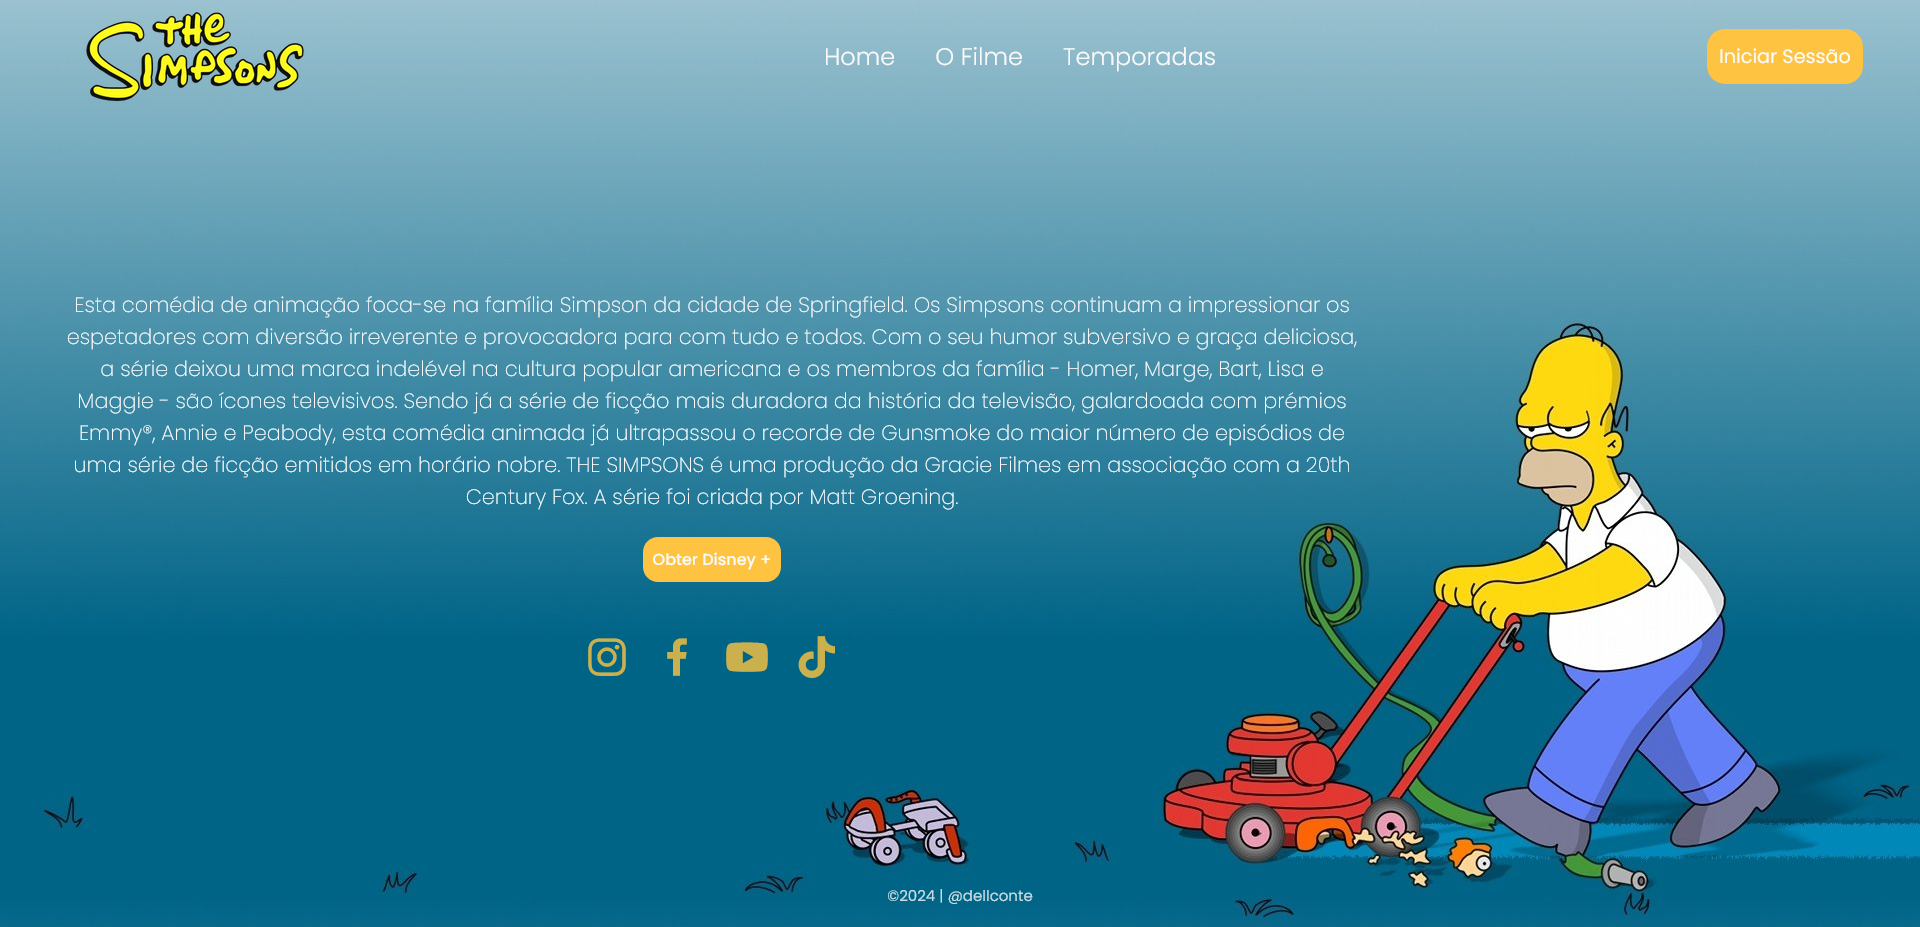 THE
SIMPSONS
Home
O Filme
Temporadas
Iniciar Sessão
Esta comédia de animação foca-se na família Simpson da cidade de Springfield. Os Simpsons continuam a impressionar os
espetadores com diversão irreverente e provocadora para com tudo e todos. Com o seu humor subversivo e graça deliciosa,
a série deixou uma marca indelével na cultura popular americana e os membros da família - Homer, Marge, Bart, Lisa e
Maggie - são ícones televisivos. Sendo já a série de ficção mais duradora da história da televisão, galardoada com prémios
Emmy®, Annie e Peabody, esta comédia animada já ultrapassou o recorde de Gunsmoke do maior número de episódios de
uma série de ficção emitidos em horário nobre. THE SIMPSONS é uma produção da Gracie Filmes em associação com a 20th
Century Fox. A série foi criada por Matt Groening.
Obter Disney +
©2024 | @dellconte